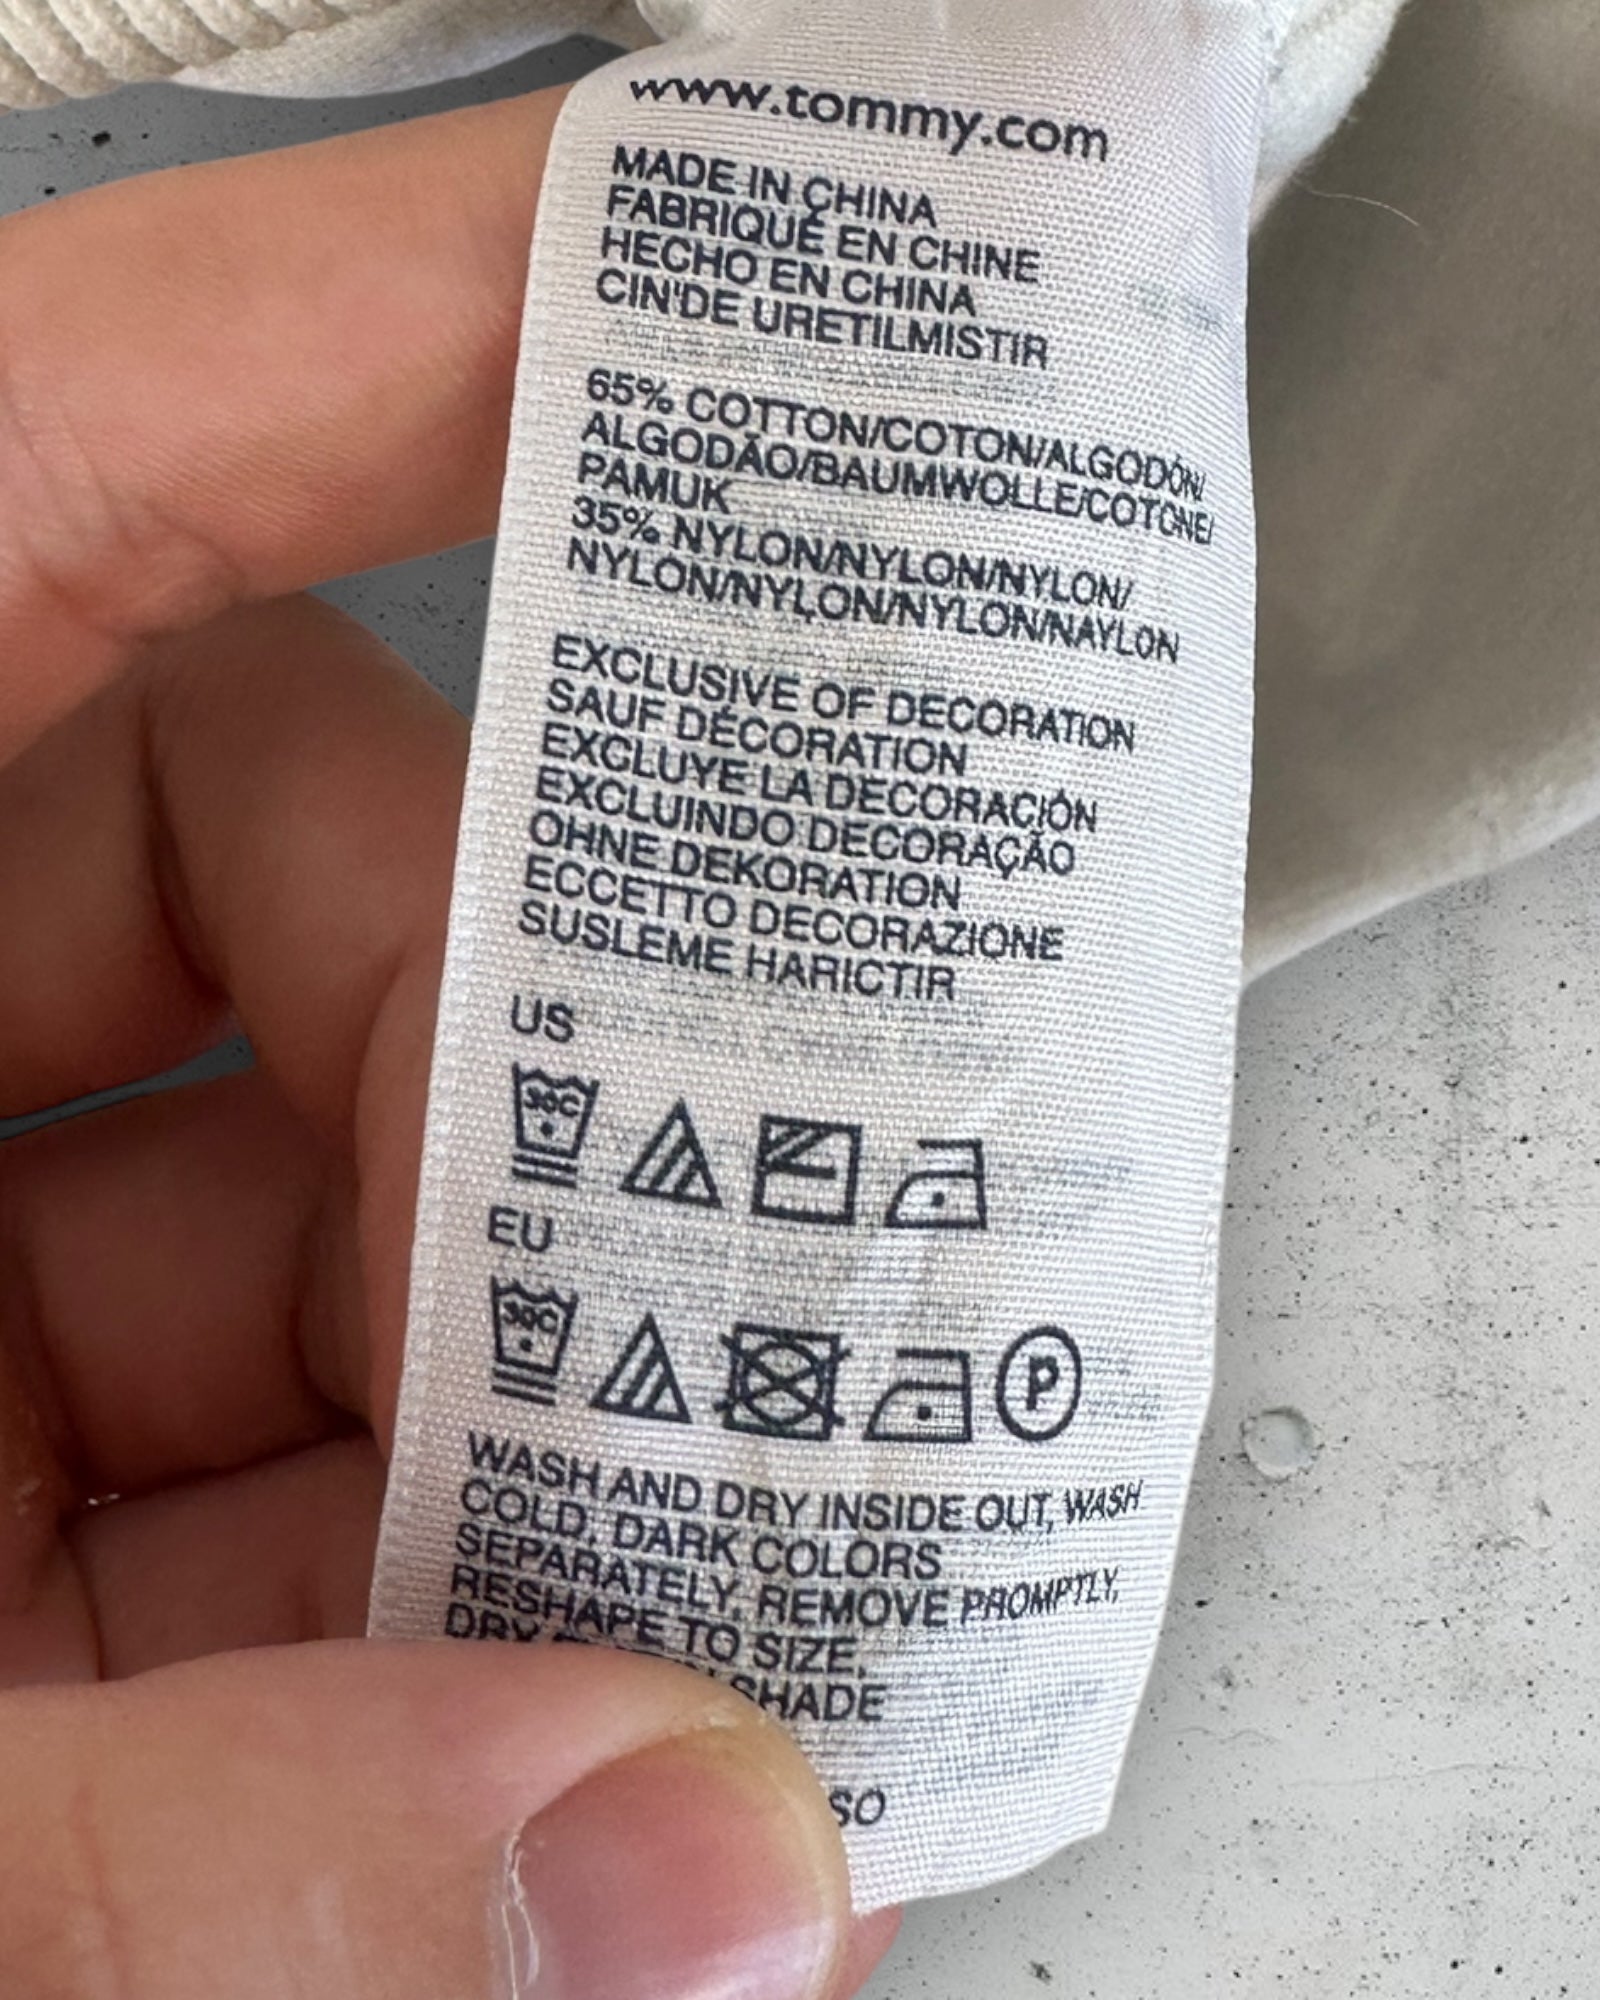 www.tommy.com
MADE IN CHINA
FABRIQUÉ EN CHINE
HECHO EN CHINA
CIN'DE URETILMISTIR
65% COTTON/COTON/ALGODÓN/
ALGODÃO/BAUMWOLLE/COTONE/
PAMUK
35% NYLON/NYLON/NYLON/
NYLON/NYLON/NYLON/NAYLON
EXCLUSIVE OF DECORATION
SAUF DÉCORATION
EXCLUYE LA DECORACIÓN
EXCLUINDO DECORAÇÃO
OHNE DEKORATION
ECCETTO DECORAZIONE
SUSLEME HARICTIR
US
30C
EU
30C
P
WASH AND DRY INSIDE OUT, WASH
COLD, DARK COLORS
SEPARATELY, REMOVE PROMPTLY,
RESHAPE TO SIZE,
DRY
SHADE